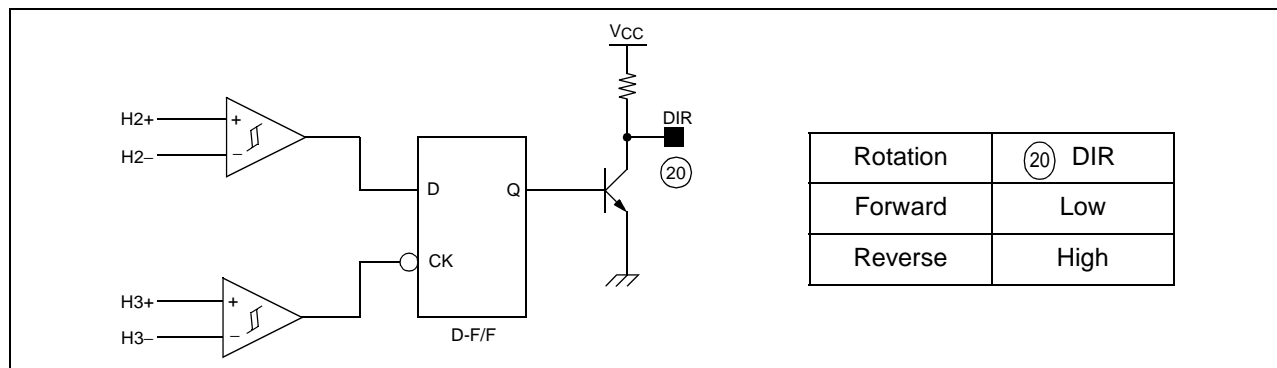 VCC
H2+
+
H2−
−
DIR
20
D
Q
CK
H3+
+
H3−
−
D-F/F
Rotation 20 DIR
Forward Low
Reverse High